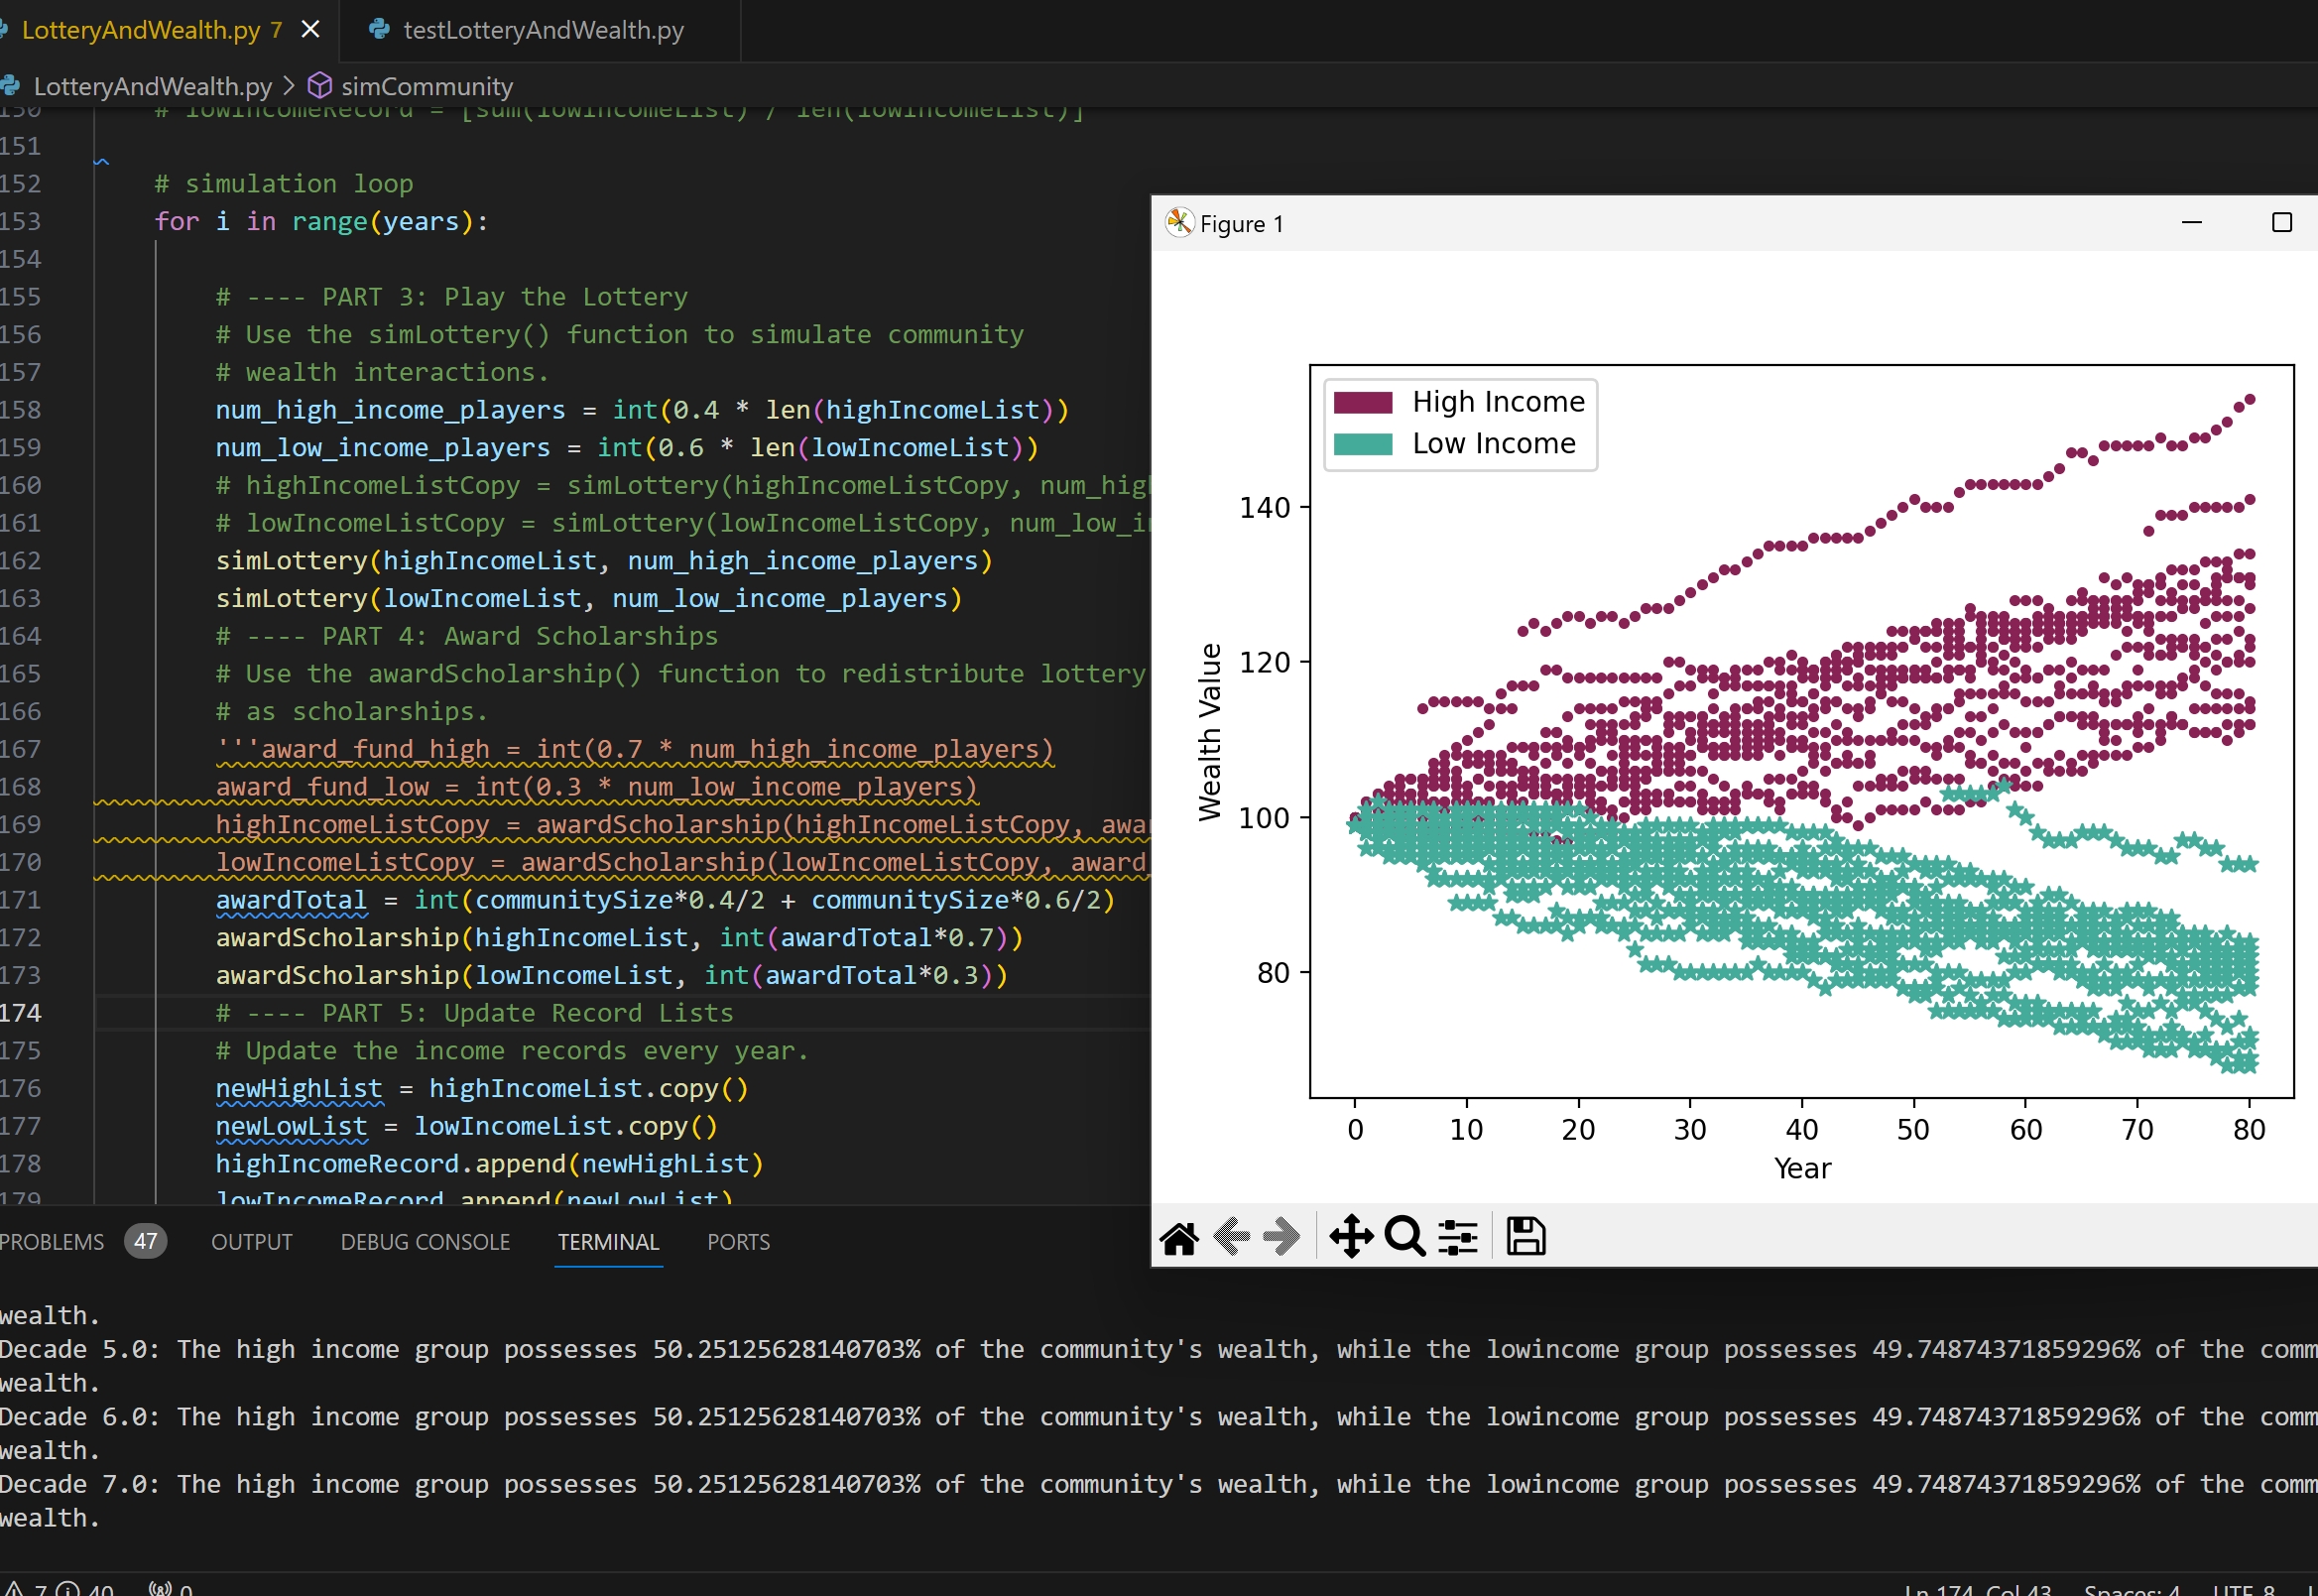 LotteryAndWealth.py 7
testLotteryAndWealth.py
LotteryAndWealth.py > simCommunity
150 # lowIncomeRecord = [sum(lowIncomeList) / len(lowIncomeList)]
151
152 # simulation loop
153 for i in range(years):
154
155 # ---- PART 3: Play the Lottery
156 # Use the simLottery() function to simulate community
157 # wealth interactions.
158 num_high_income_players = int(0.4 * len(highIncomeList))
159 num_low_income_players = int(0.6 * len(lowIncomeList))
160 # highIncomeListCopy = simLottery(highIncomeListCopy, num_hig
161 # lowIncomeListCopy = simLottery(lowIncomeListCopy, num_low_i
162 simLottery(highIncomeList, num_high_income_players)
163 simLottery(lowIncomeList, num_low_income_players)
164 # ---- PART 4: Award Scholarships
165 # Use the awardScholarship() function to redistribute lottery
166 # as scholarships.
167 '''award_fund_high = int(0.7 * num_high_income_players)
168 award_fund_low = int(0.3 * num_low_income_players)
169 highIncomeListCopy = awardScholarship(highIncomeListCopy, awa
170 lowIncomeListCopy = awardScholarship(lowIncomeListCopy, award_
171 awardTotal = int(communitySize*0.4/2 + communitySize*0.6/2)
172 awardScholarship(highIncomeList, int(awardTotal*0.7))
173 awardScholarship(lowIncomeList, int(awardTotal*0.3))
174 # ---- PART 5: Update Record Lists
175 # Update the income records every year.
176 newHighList = highIncomeList.copy()
177 newLowList = lowIncomeList.copy()
178 highIncomeRecord.append(newHighList)
179 lowIncomeRecord.append(newLowList)
Figure 1
High Income
Low Income
Wealth Value
140
120
100
80
0 10 20 30 40 50 60 70 80
Year
PROBLEMS 47 OUTPUT DEBUG CONSOLE TERMINAL PORTS
wealth.
Decade 5.0: The high income group possesses 50.25125628140703% of the community's wealth, while the lowincome group possesses 49.74874371859296% of the comm
wealth.
Decade 6.0: The high income group possesses 50.25125628140703% of the community's wealth, while the lowincome group possesses 49.74874371859296% of the comm
wealth.
Decade 7.0: The high income group possesses 50.25125628140703% of the community's wealth, while the lowincome group possesses 49.74874371859296% of the comm
wealth.
7 40 0 Ln 174, Col 43 Spaces: 4 UTF-8